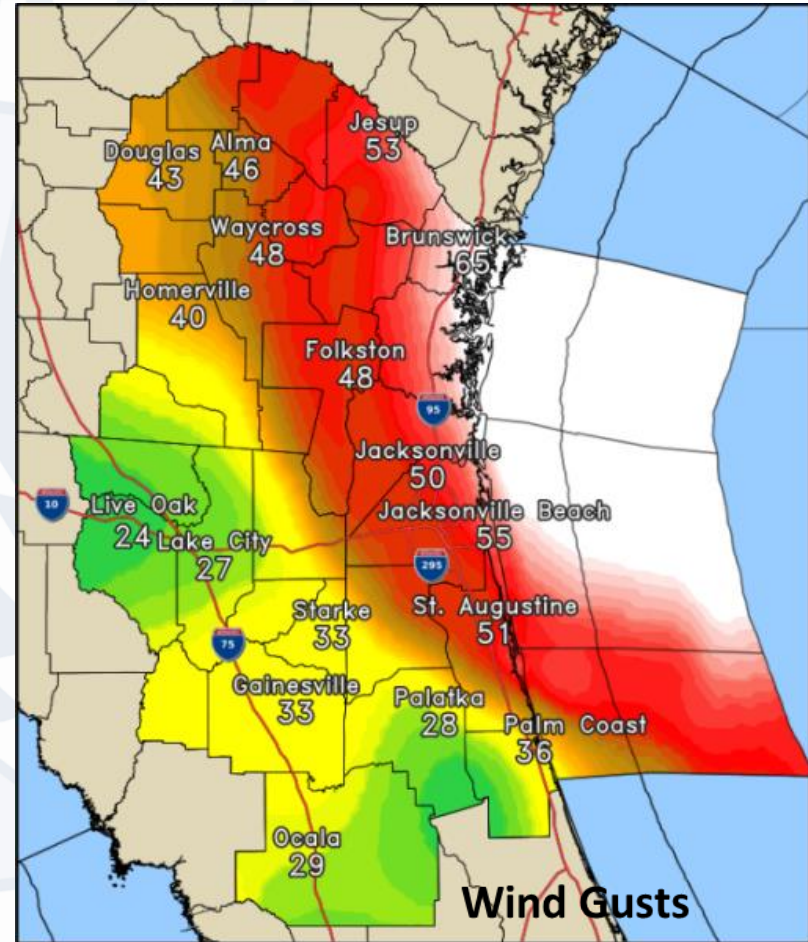 Jesup
53
Douglas
43
Alma
46
Waycross
48
Brunswick
65
Homerville
40
Folkston
48
95
Jacksonville
50
10
Live Oak
24
Lake City
27
Jacksonville Beach
55
295
Starke
33
St. Augustine
51
75
Gainesville
33
Palatka
28
Palm Coast
36
Ocala
29
Wind Gusts